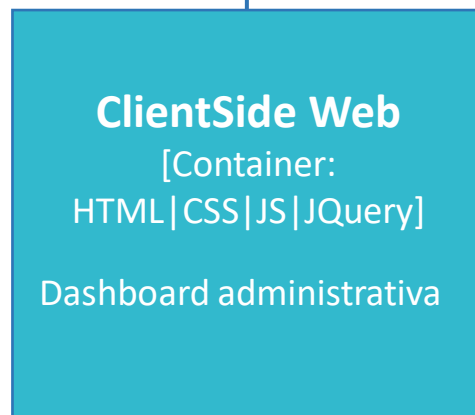 ClientSide Web
[Container:
HTML|CSS|JS|JQuery]
Dashboard administrativa